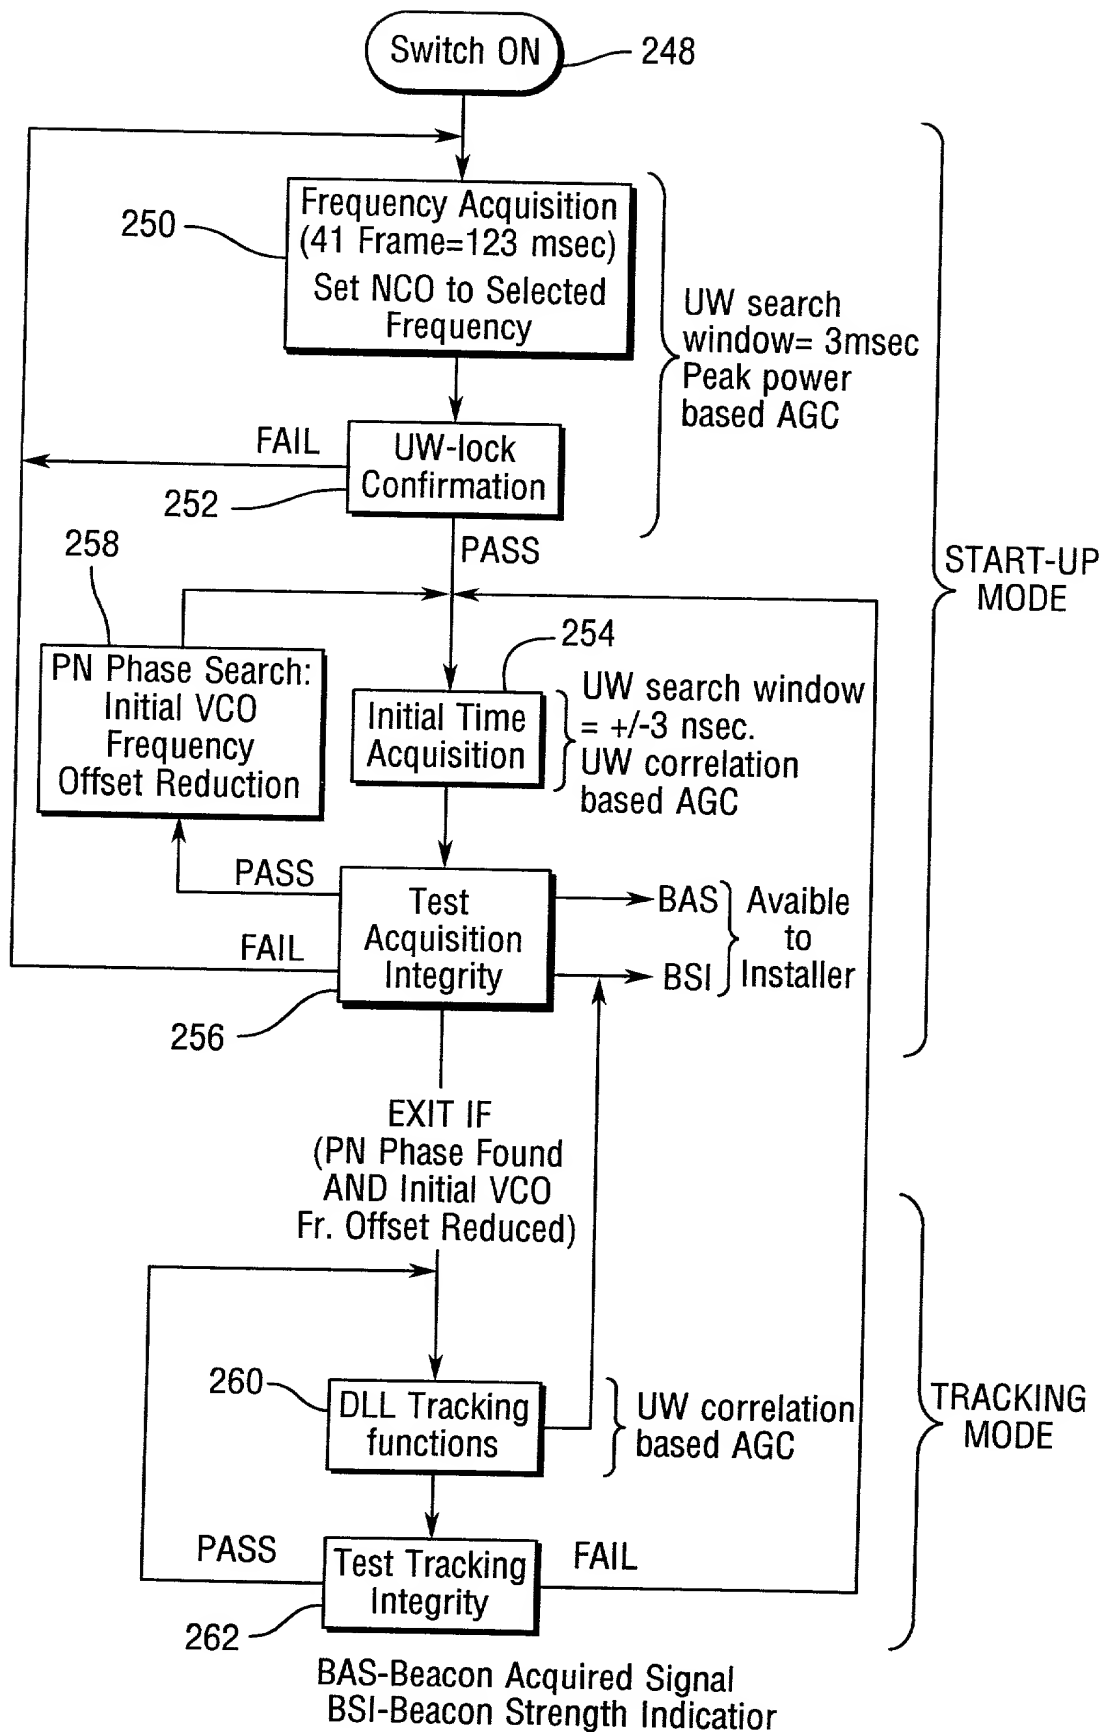 Switch ON
248
250
Frequency Acquisition
(41 Frame=123 msec)
Set NCO to Selected
Frequency
UW search
window= 3msec
Peak power
based AGC
FAIL
252
UW-lock
Confirmation
PASS
START-UP
MODE
258
PN Phase Search:
Initial VCO
Frequency
Offset Reduction
254
Initial Time
Acquisition
UW search window
= +/-3 nsec.
UW correlation
based AGC
PASS
FAIL
256
Test
Acquisition
Integrity
BAS
BSI
Avaible
to
Installer
EXIT IF
(PN Phase Found
AND Initial VCO
Fr. Offset Reduced)
260
DLL Tracking
functions
UW correlation
based AGC
TRACKING
MODE
PASS
262
Test Tracking
Integrity
FAIL
BAS-Beacon Acquired Signal
BSI-Beacon Strength Indicatior